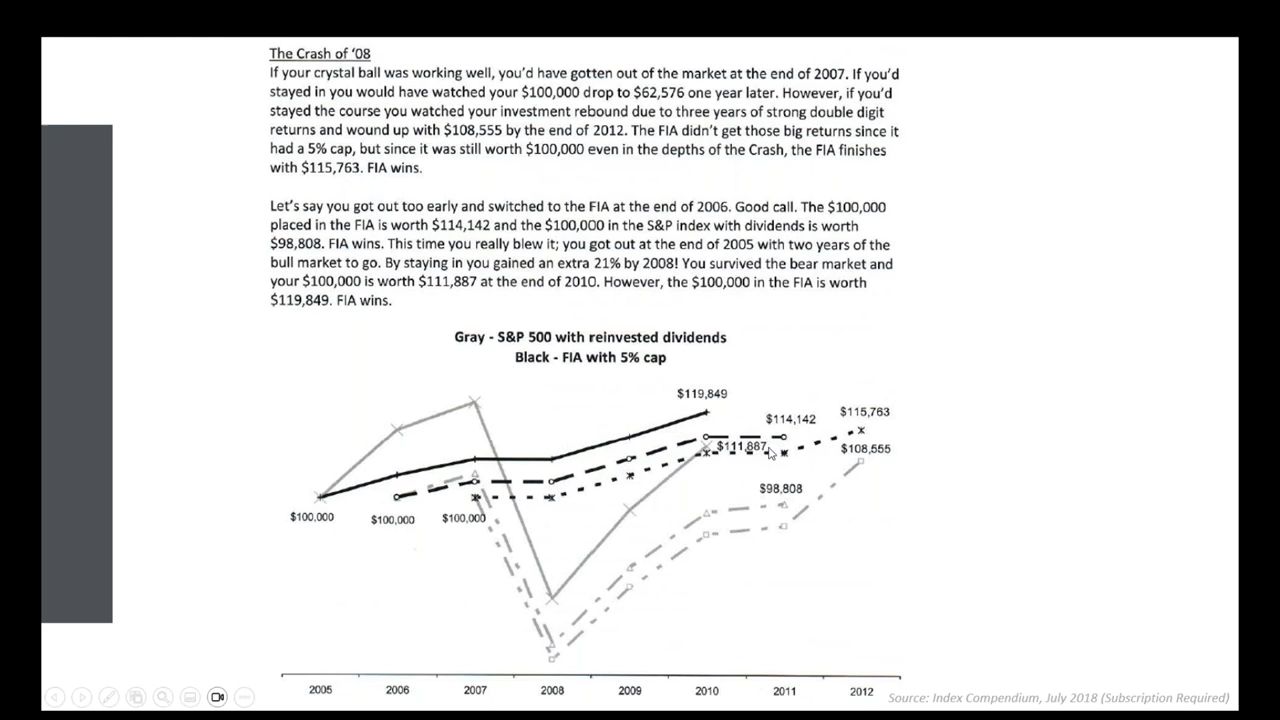 The Crash of ‘08
If your crystal ball was working well, you’d have gotten out of the market at the end of 2007. If you’d
stayed in you would have watched your $100,000 drop to $62,576 one year later. However, if you’d
stayed the course you watched your investment rebound due to three years of strong double digit
returns and wound up with $108,555 by the end of 2012. The FIA didn’t get those big returns since it
had a 5% cap, but since it was still worth $100,000 even in the depths of the Crash, the FIA finishes
with $115,763. FIA wins.
Let’s say you got out too early and switched to the FIA at the end of 2006. Good call. The $100,000
placed in the FIA is worth $114,142 and the $100,000 in the S&P index with dividends is worth
$98,808. FIA wins. This time you really blew it; you got out at the end of 2005 with two years of the
bull market to go. By staying in you gained an extra 21% by 2008! You survived the bear market and
your $100,000 is worth $111,887 at the end of 2010. However, the $100,000 in the FIA is worth
$119,849. FIA wins.
Gray - S&P 500 with reinvested dividends
Black - FIA with 5% cap
$119,849
$115,763
$114,142
$111,887
$108,555
$98,808
$100,000 $100,000 $100,000
2005 2006 2007 2008 2009 2010 2011 2012
Source: Index Compendium, July 2018 (Subscription Required)